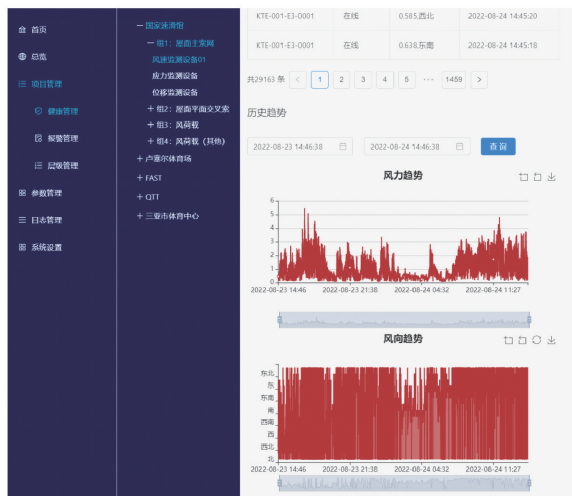 首页
总览
项目管理
健康管理
报警管理
层级管理
参数管理
日志管理
系统设置
国家速滑馆
组1：屋面主索网
风速监测设备01
应力监测设备
位移监测设备
组2：屋面平面交叉索
组3：风荷载
组4：风荷载（其他）
卢塞尔体育场
FAST
QTT
三亚市体育中心
KTE-001-E3-0001 在线 0.585,西北 2022-08-24 14:45:20
KTE-001-E3-0001 在线 0.638,东南 2022-08-24 14:45:18
共29163 条 < 1 2 3 4 5 ··· 1459 >
历史趋势
2022-08-23 14:46:38 2022-08-24 14:46:38 查 询
风力趋势
6
5
4
3
2
1
0
2022-08-23 14:46 2022-08-23 21:38 2022-08-24 04:32 2022-08-24 11:27
风向趋势
东北
东
东南
南
西南
西
西北
北
2022-08-23 14:46 2022-08-23 21:38 2022-08-24 04:32 2022-08-24 11:27